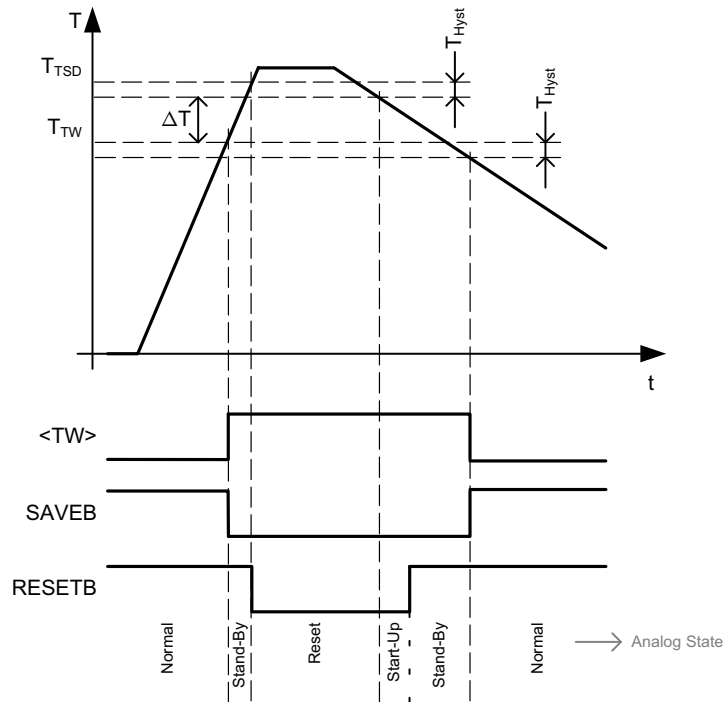 T
T_Hyst
T_TSD
T_Hyst
ΔT
T_TW
t
<TW>
SAVEB
RESETB
Normal
Stand-By
Reset
Start-Up
Stand-By
Normal
Analog State